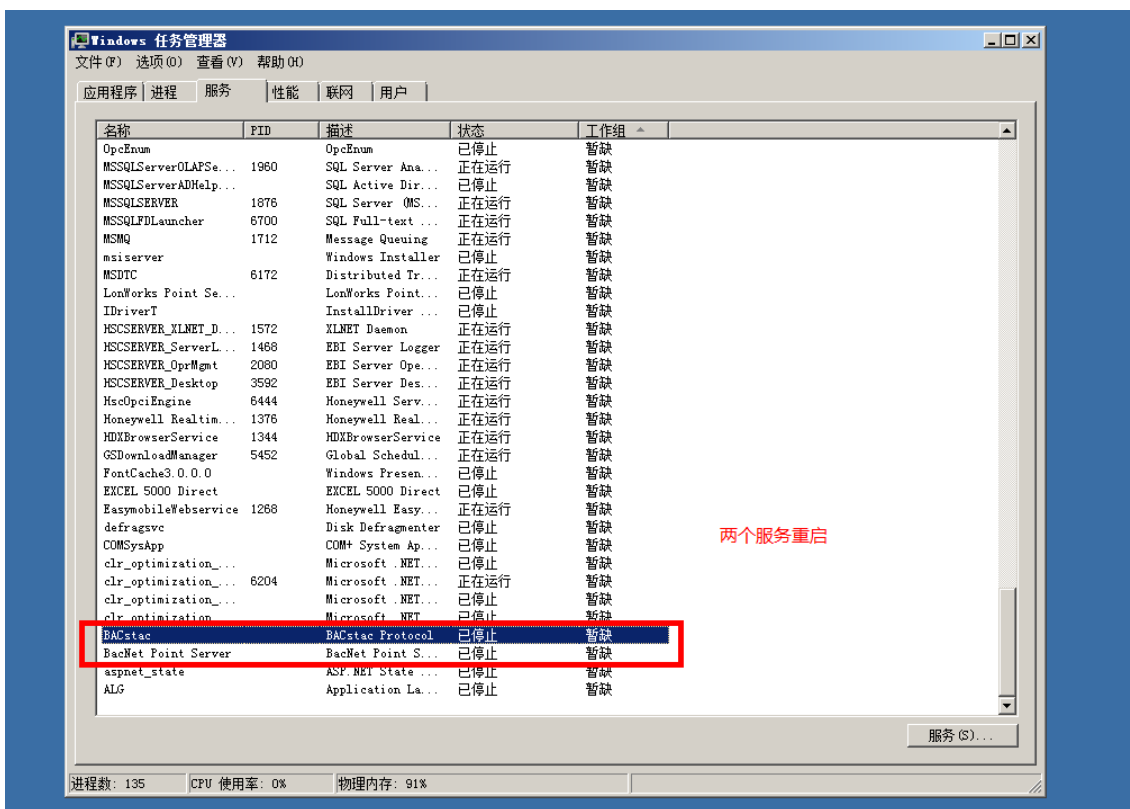 Windows 任务管理器
文件(F) 选项(O) 查看(V) 帮助(H)
应用程序 进程 服务 性能 联网 用户
名称 PID 描述 状态 工作组
OpcEnum OpcEnum 已停止 暂缺
MSSQLServerOLAPSe... 1960 SQL Server Ana... 正在运行 暂缺
MSSQLServerADHelp... SQL Active Dir... 已停止 暂缺
MSSQLSERVER 1876 SQL Server (MS... 正在运行 暂缺
MSSQLFDLauncher 6700 SQL Full-text ... 正在运行 暂缺
MSMQ 1712 Message Queuing 正在运行 暂缺
msiserver Windows Installer 已停止 暂缺
MSDTC 6172 Distributed Tr... 正在运行 暂缺
LonWorks Point Se... LonWorks Point... 已停止 暂缺
IDriverT InstallDriver ... 已停止 暂缺
HSCSERVER_XLNET_D... 1572 XLNET Daemon 正在运行 暂缺
HSCSERVER_ServerL... 1468 EBI Server Logger 正在运行 暂缺
HSCSERVER_OprMgmt 2080 EBI Server Ope... 正在运行 暂缺
HSCSERVER_Desktop 3592 EBI Server Des... 正在运行 暂缺
HscOpciEngine 6444 Honeywell Serv... 正在运行 暂缺
Honeywell Realtim... 1376 Honeywell Real... 正在运行 暂缺
HDXBrowserService 1344 HDXBrowserService 正在运行 暂缺
GSDownloadManager 5452 Global Schedul... 正在运行 暂缺
FontCache3.0.0.0 Windows Presen... 已停止 暂缺
EXCEL 5000 Direct EXCEL 5000 Direct 已停止 暂缺
EasymobileWebservice 1268 Honeywell Easy... 正在运行 暂缺
defragsvc Disk Defragmenter 已停止 暂缺
两个服务重启
COMSysApp COM+ System Ap... 已停止 暂缺
clr_optimization_... Microsoft .NET... 已停止 暂缺
clr_optimization_... 6204 Microsoft .NET... 正在运行 暂缺
clr_optimization_... Microsoft .NET... 已停止 暂缺
clr_optimization_... Microsoft .NET... 已停止 暂缺
BACstac BACstac Protocol 已停止 暂缺
BacNet Point Server BacNet Point S... 已停止 暂缺
aspnet_state ASP.NET State ... 已停止 暂缺
ALG Application La... 已停止 暂缺
服务(S)...
进程数: 135 CPU 使用率: 0% 物理内存: 91%